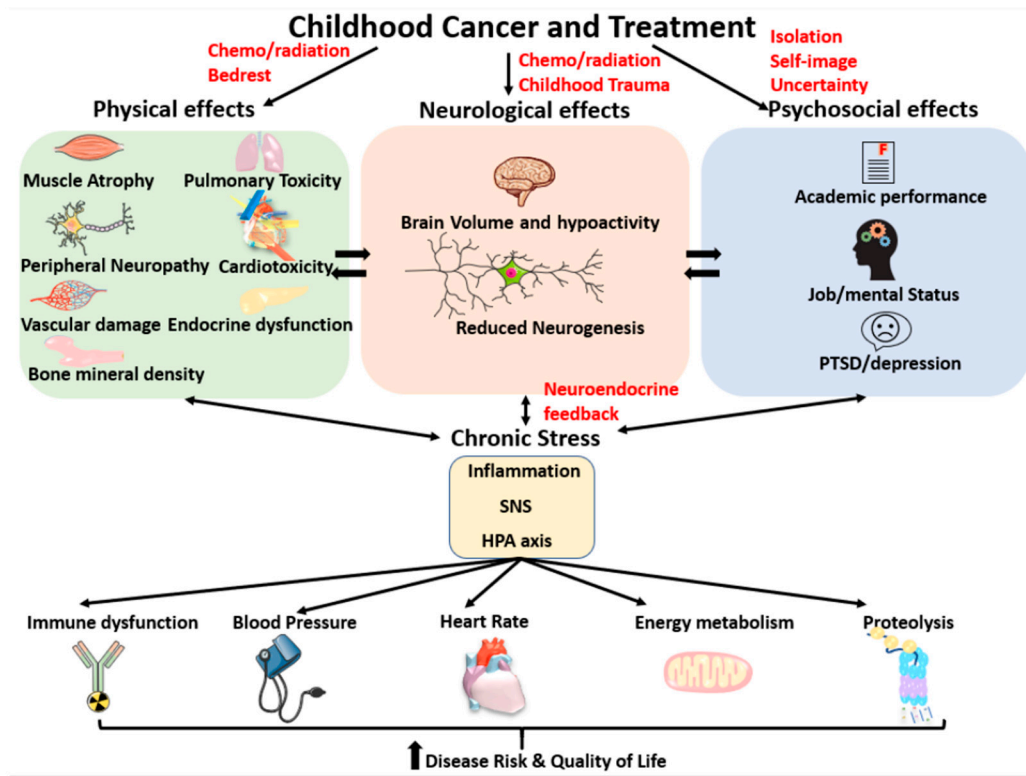 Childhood Cancer and Treatment
Chemo/radiation
Bedrest
Chemo/radiation
Childhood Trauma
Isolation
Self-image
Uncertainty
Physical effects
Neurological effects
Psychosocial effects
Muscle Atrophy
Pulmonary Toxicity
Peripheral Neuropathy
Cardiotoxicity
Vascular damage
Endocrine dysfunction
Bone mineral density
Brain Volume and hypoactivity
Reduced Neurogenesis
F
Academic performance
Job/mental Status
PTSD/depression
Neuroendocrine
feedback
Chronic Stress
Inflammation
SNS
HPA axis
Immune dysfunction
Blood Pressure
Heart Rate
Energy metabolism
Proteolysis
Disease Risk & Quality of Life